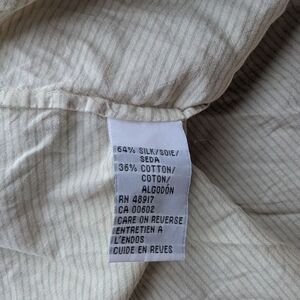 64% SILK/SOIE/
SEDA
36% COTTON/
COTON/
ALGODÓN
RN 48917
CA 00602
CARE ON REVERSE
ENTRETIEN A
L'ENDOS
CUIDE EN REVES